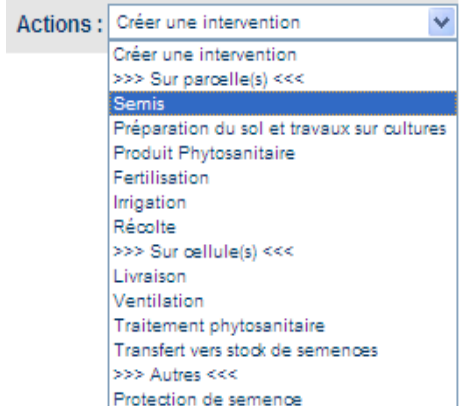 Actions : Créer une intervention
Créer une intervention
>>> Sur parcelle(s) <<<
Semis
Préparation du sol et travaux sur cultures
Produit Phytosanitaire
Fertilisation
Irrigation
Récolte
>>> Sur cellule(s) <<<
Livraison
Ventilation
Traitement phytosanitaire
Transfert vers stock de semences
>>> Autres <<<
Protection de semence